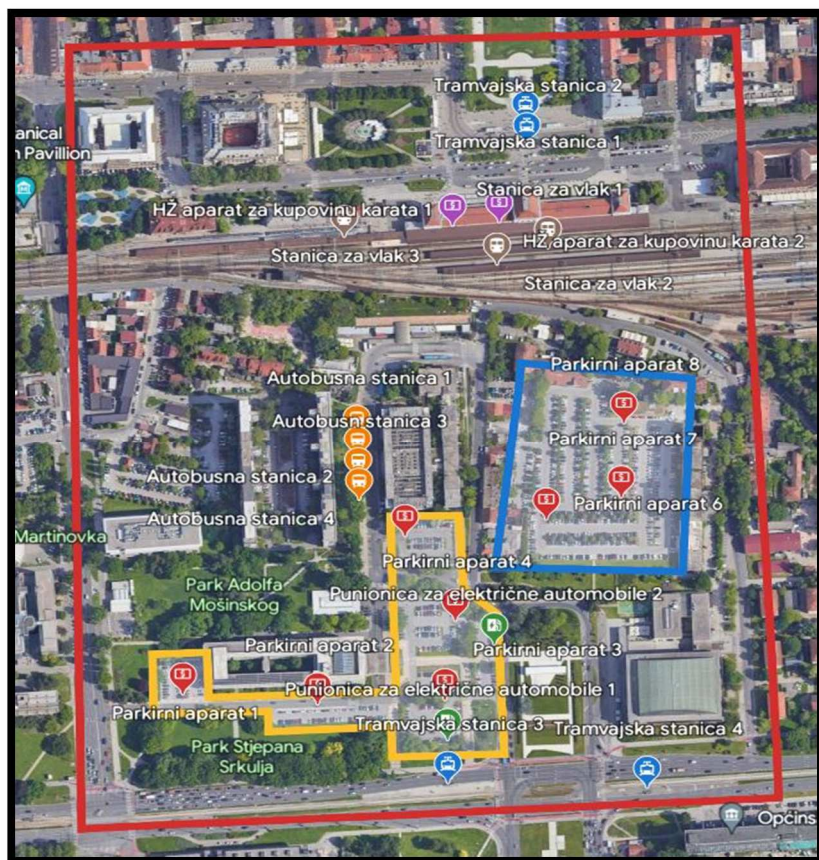 Tramvajska stanica 2
Tramvajska stanica 1
anical
n Pavillion
Stanica za vlak 1
HŽ aparat za kupovinu karata 1
HŽ aparat za kupovinu karata 2
Stanica za vlak 3
Stanica za vlak 2
Parkirni aparat 8
Autobusna stanica 1
Autobusna stanica 3
Parkirni aparat 7
Autobusna stanica 2
Parkirni aparat 6
Autobusna stanica 4
Martinovka
Parkirni aparat 4
Park Adolfa
Mošinskog
Punionica za električne automobile 2
Parkirni aparat 2
Parkirni aparat 3
Punionica za električne automobile 1
Parkirni aparat 1
Tramvajska stanica 3
Tramvajska stanica 4
Park Stjepana
Srkulja
Općins